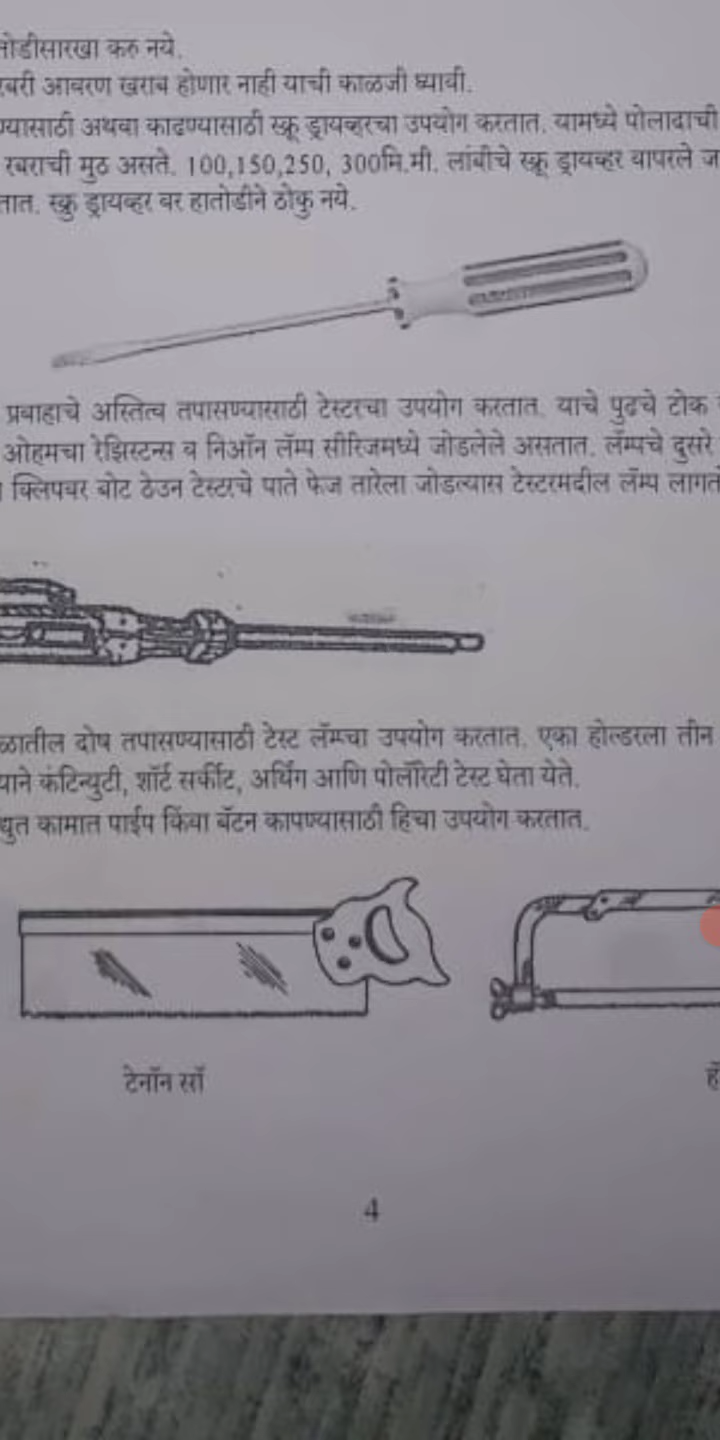 तोडीसारखा करु नये.
रबरी आवरण खराब होणार नाही याची काळजी घ्यावी.
ण्यासाठी अथवा काढण्यासाठी स्क्रू ड्रायव्हरचा उपयोग करतात. यामध्ये पोलादाची
रबराची मुठ असते. 100,150,250, 300मि.मी. लांबीचे स्क्रू ड्रायव्हर वापरले ज
तात. स्क्रु ड्रायव्हर वर हातोडीने ठोकु नये.
प्रवाहाचे अस्तित्व तपासण्यासाठी टेस्टरचा उपयोग करतात. याचे पुढचे टोक
ओहमचा रेझिस्टन्स व निऑन लॅम्प सीरिजमध्ये जोडलेले असतात. लॅम्पचे दुसरे
क्लिपवर बोट ठेउन टेस्टरचे पाते फेज तारेला जोडल्यास टेस्टरमदील लॅम्प लागतो
ळातील दोष तपासण्यासाठी टेस्ट लॅम्पचा उपयोग करतात. एका होल्डरला तीन
याने कंटिन्युटी, शॉर्ट सर्कीट, अर्थिंग आणि पोलॅरिटी टेस्ट घेता येते.
द्युत कामात पाईप किंवा बॅटन कापण्यासाठी हिचा उपयोग करतात.
टेनॉन सॉ
हॅ
4